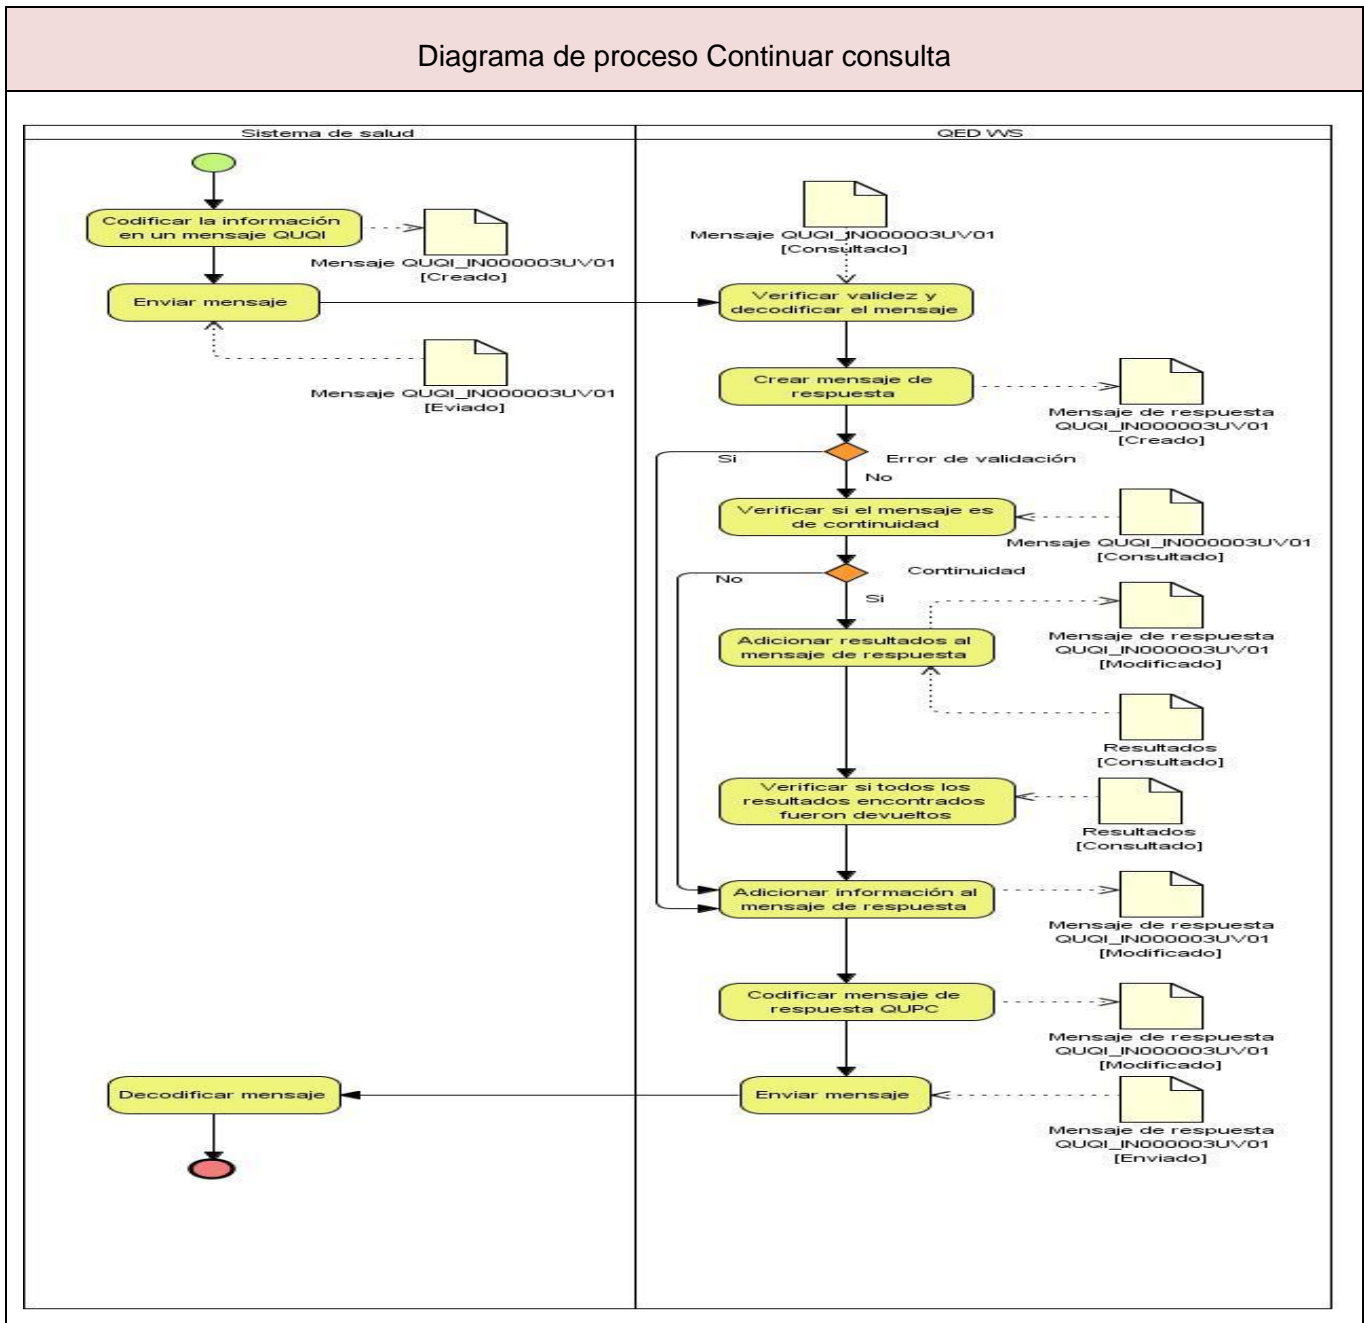 Diagrama de proceso Continuar consulta
Sistema de salud
QED WS
Codificar la información
en un mensaje QUQI
Mensaje QUQI_IN000003UV01
[Creado]
Mensaje QUQI_IN000003UV01
[Consultado]
Enviar mensaje
Verificar validez y
decodificar el mensaje
Mensaje QUQI_IN000003UV01
[Eviado]
Crear mensaje de
respuesta
Mensaje de respuesta
QUQI_IN000003UV01
[Creado]
Si
Error de validación
No
Verificar si el mensaje es
de continuidad
Mensaje QUQI_IN000003UV01
[Consultado]
No
Continuidad
Si
Adicionar resultados al
mensaje de respuesta
Mensaje de respuesta
QUQI_IN000003UV01
[Modificado]
Resultados
[Consultado]
Verificar si todos los
resultados encontrados
fueron devueltos
Resultados
[Consultado]
Adicionar información al
mensaje de respuesta
Mensaje de respuesta
QUQI_IN000003UV01
[Modificado]
Codificar mensaje de
respuesta QUPC
Mensaje de respuesta
QUQI_IN000003UV01
[Modificado]
Decodificar mensaje
Enviar mensaje
Mensaje de respuesta
QUQI_IN000003UV01
[Enviado]